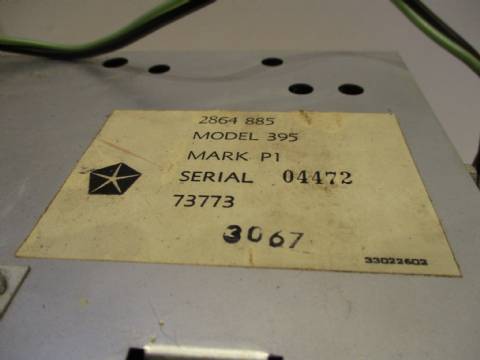 2864 885
MODEL 395
MARK P1
SERIAL 04472
73773
3067
33022602